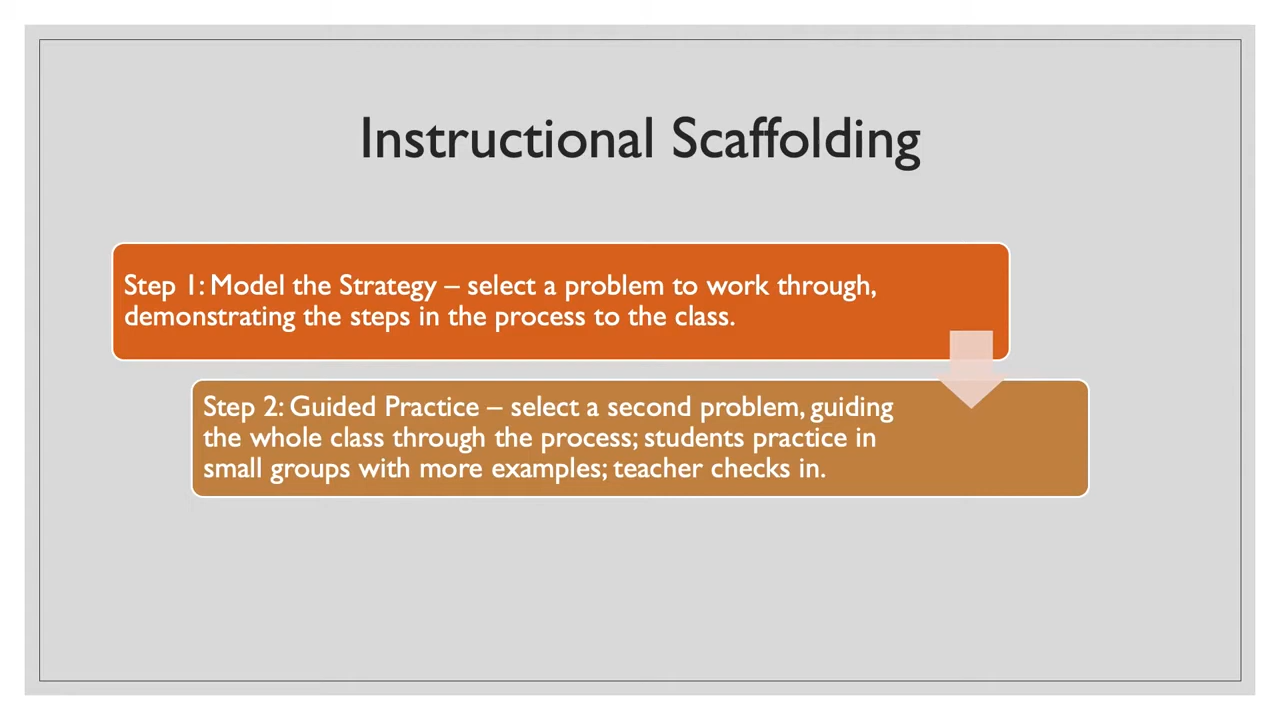 Instructional Scaffolding
Step 1: Model the Strategy – select a problem to work through,
demonstrating the steps in the process to the class.
Step 2: Guided Practice – select a second problem, guiding
the whole class through the process; students practice in
small groups with more examples; teacher checks in.